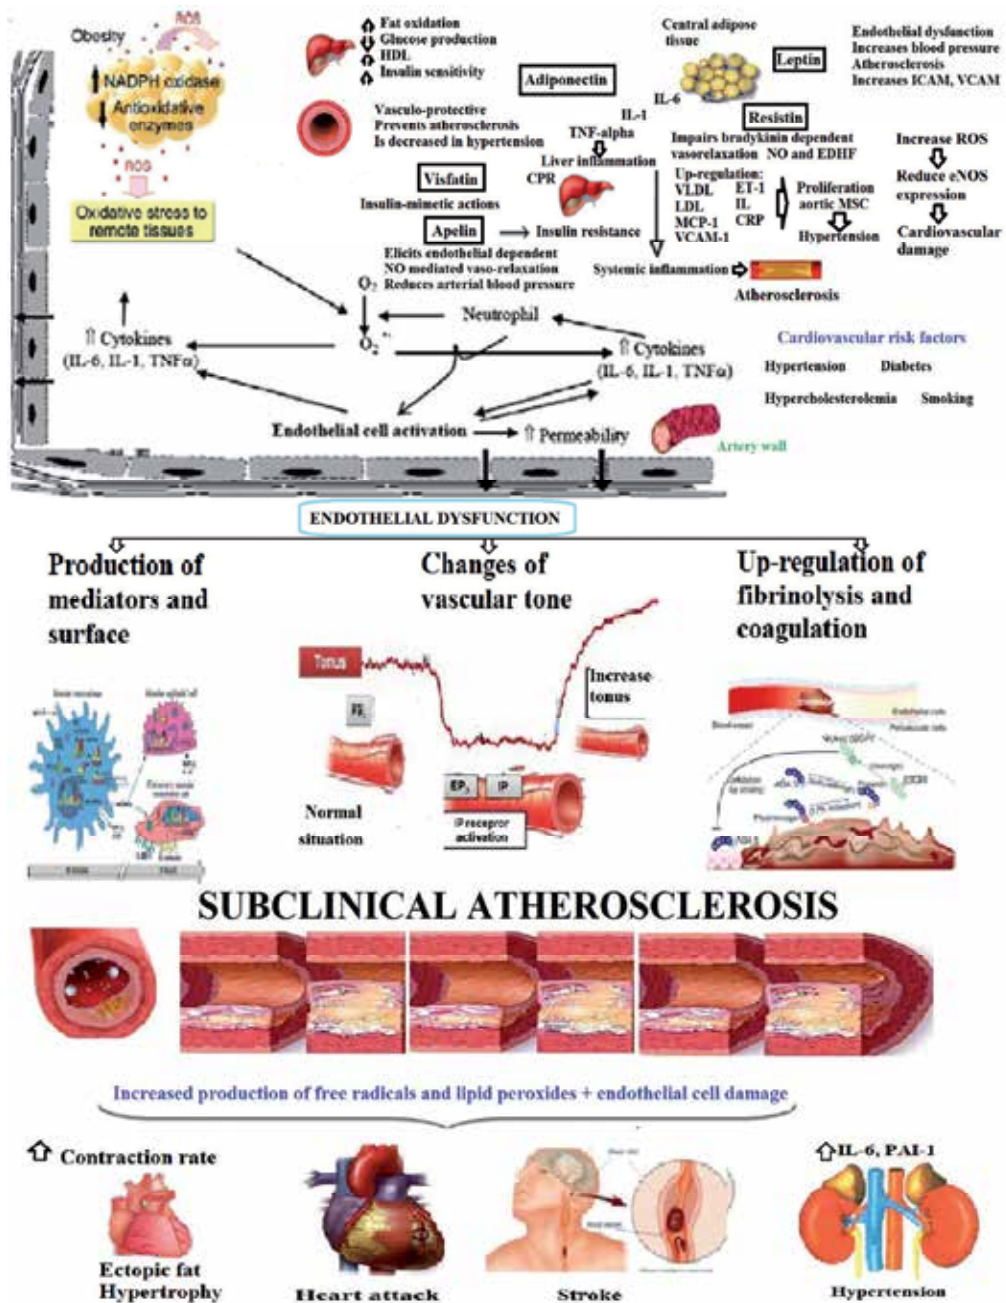 ROS
Obesity
NADPH oxidase
Antioxidative
enzymes
ROS
Oxidative stress to
remote tissues
Fat oxidation
Glucose production
HDL
Insulin sensitivity
Adiponectin
Vasculo-protective
Prevents atherosclerosis
Is decreased in hypertension
Visfatin
Insulin-mimetic actions
Apelin
Elicits endothelial dependent
NO mediated vaso-relaxation
Reduces arterial blood pressure
Insulin resistance
Central adipose
tissue
IL-6
IL-1
TNF-alpha
Liver inflammation
CPR
Leptin
Endothelial dysfunction
Increases blood pressure
Atherosclerosis
Increases ICAM, VCAM
Resistin
Impairs bradykinin dependent
vasorelaxation NO and EDHF
Up-regulation:
VLDL ET-1
LDL IL
MCP-1 CRP
VCAM-1
Proliferation
aortic MSC
Hypertension
Increase ROS
Reduce eNOS
expression
Cardiovascular
damage
Systemic inflammation
Atherosclerosis
O2
O2
Neutrophil
⇑ Cytokines
(IL-6, IL-1, TNFα)
⇑ Cytokines
(IL-6, IL-1, TNFα)
Endothelial cell activation
⇑ Permeability
Cardiovascular risk factors
Hypertension Diabetes
Hypercholesterolemia Smoking
Artery wall
ENDOTHELIAL DYSFUNCTION
Production of
mediators and
surface
Changes of
vascular tone
Up-regulation of
fibrinolysis and
coagulation
Tonus
Increase
tonus
Normal
situation
IP
IP recepror
activation
SUBCLINICAL ATHEROSCLEROSIS
Increased production of free radicals and lipid peroxides + endothelial cell damage
Contraction rate
Ectopic fat
Hypertrophy
Heart attack
Stroke
IL-6, PAI-1
Hypertension